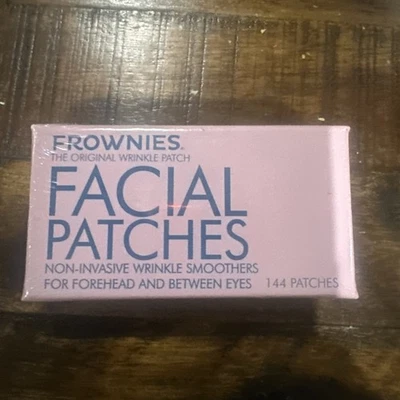 FROWNIES®
THE ORIGINAL WRINKLE PATCH
FACIAL
PATCHES
NON-INVASIVE WRINKLE SMOOTHERS
FOR FOREHEAD AND BETWEEN EYES 144 PATCHES